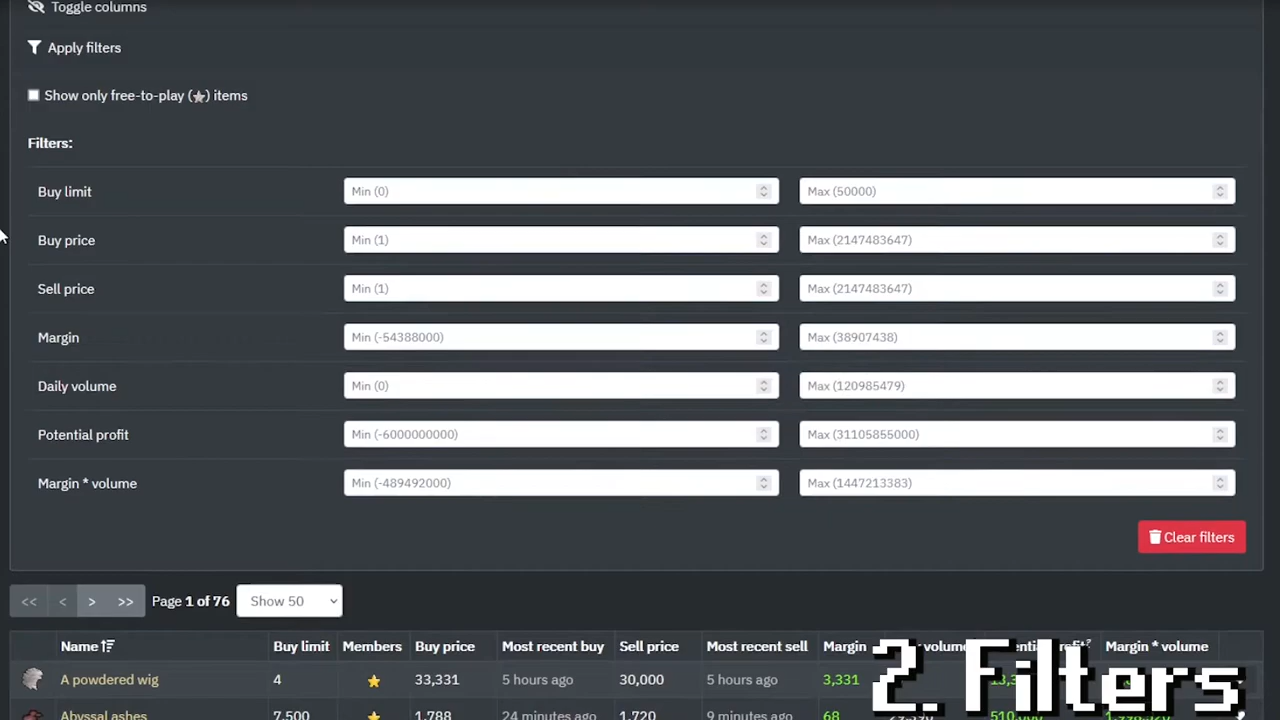 Toggle columns
Apply filters
Show only free-to-play (★) items
Filters:
Buy limit Min (0) Max (50000)
Buy price Min (1) Max (2147483647)
Sell price Min (1) Max (2147483647)
Margin Min (-54388000) Max (38907438)
Daily volume Min (0) Max (120985479)
Potential profit Min (-6000000000) Max (31105855000)
Margin * volume Min (-489492000) Max (1447213383)
Clear filters
<< < > >> Page 1 of 76 Show 50
Name Buy limit Members Buy price Most recent buy Sell price Most recent sell Margin volume Margin * volume
A powdered wig 4 33,331 5 hours ago 30,000 5 hours ago 3,331
Abyssal ashes 7,500 1,788 24 minutes ago 1,720 9 minutes ago 68
2. Filters